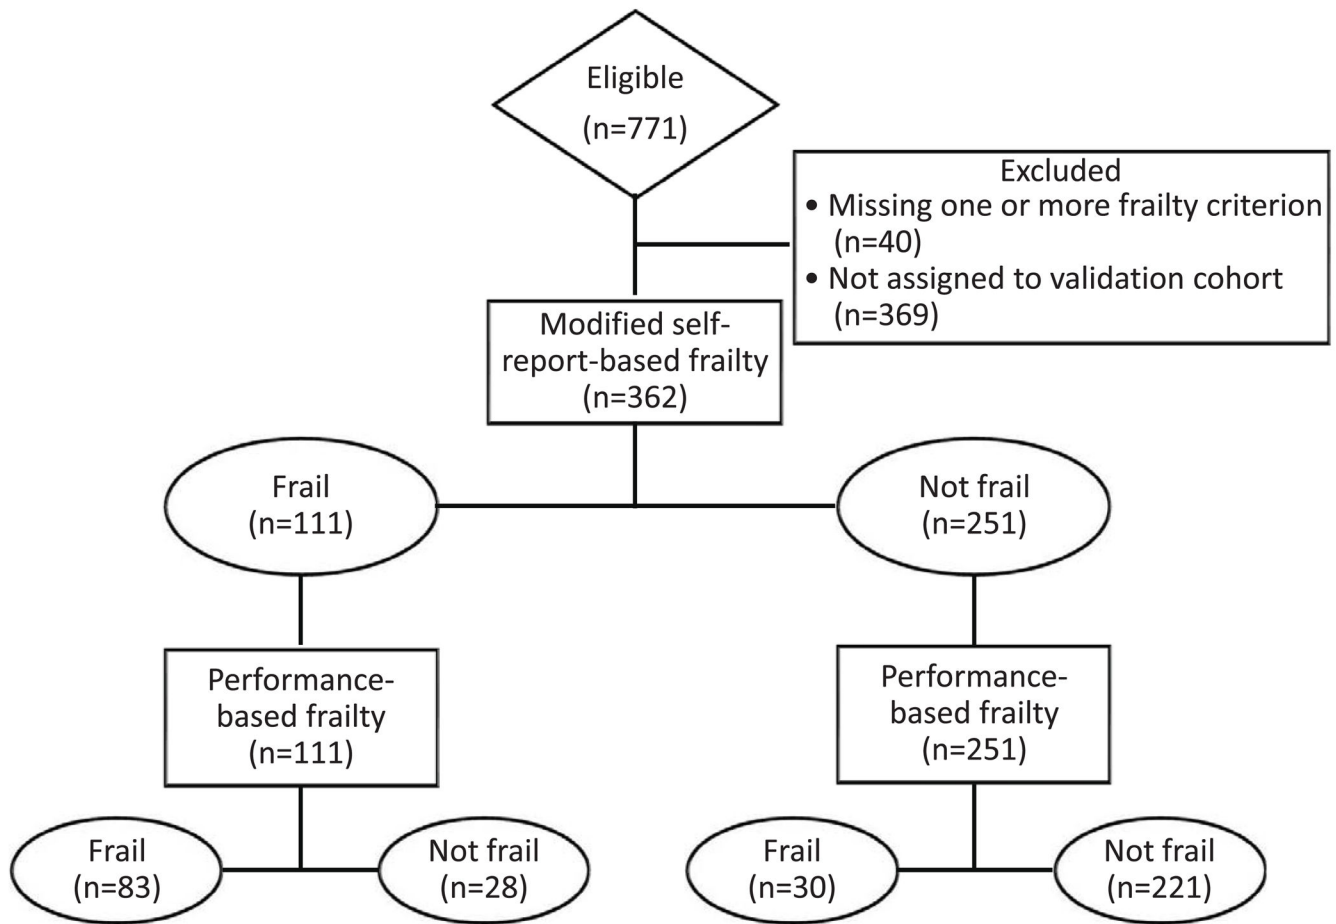 Eligible
(n=771)
Excluded
• Missing one or more frailty criterion
(n=40)
• Not assigned to validation cohort
(n=369)
Modified self-
report-based frailty
(n=362)
Frail
(n=111)
Not frail
(n=251)
Performance-
based frailty
(n=111)
Performance-
based frailty
(n=251)
Frail
(n=83)
Not frail
(n=28)
Frail
(n=30)
Not frail
(n=221)